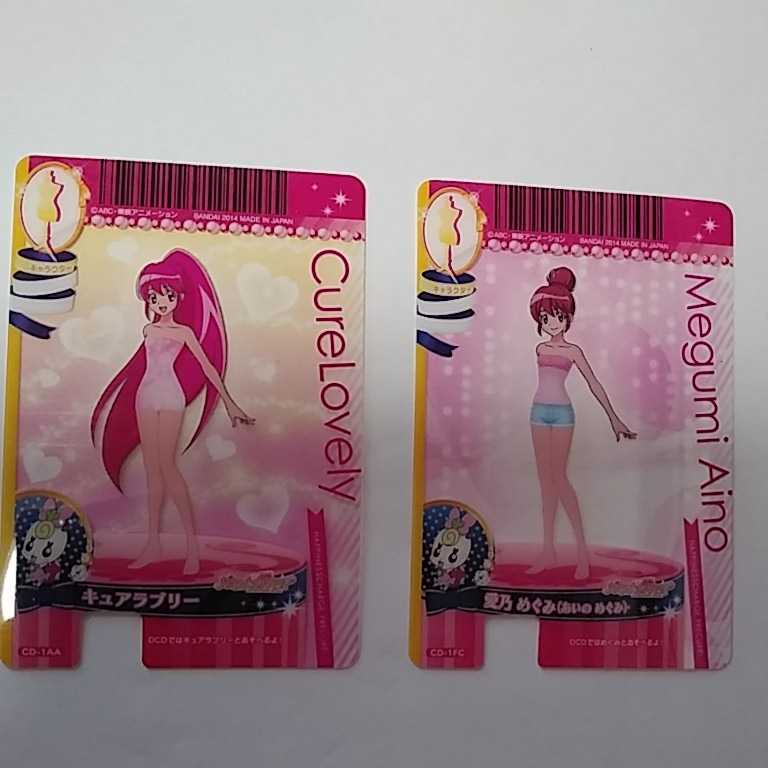 ©ABC・東映アニメーション BANDAI 2014 MADE IN JAPAN
キャラクター
CureLovely
HAPPINESSCHARGE PRECURE!
キュアラブリー
DCDではキュアラブリーとあそべるよ!
CD-1AA
©ABC・東映アニメーション BANDAI 2014 MADE IN JAPAN
キャラクター
Megumi Aino
HAPPINESSCHARGE PRECURE!
愛乃 めぐみ(あいの めぐみ)
DCDではめぐみとあそべるよ!
CD-1FC